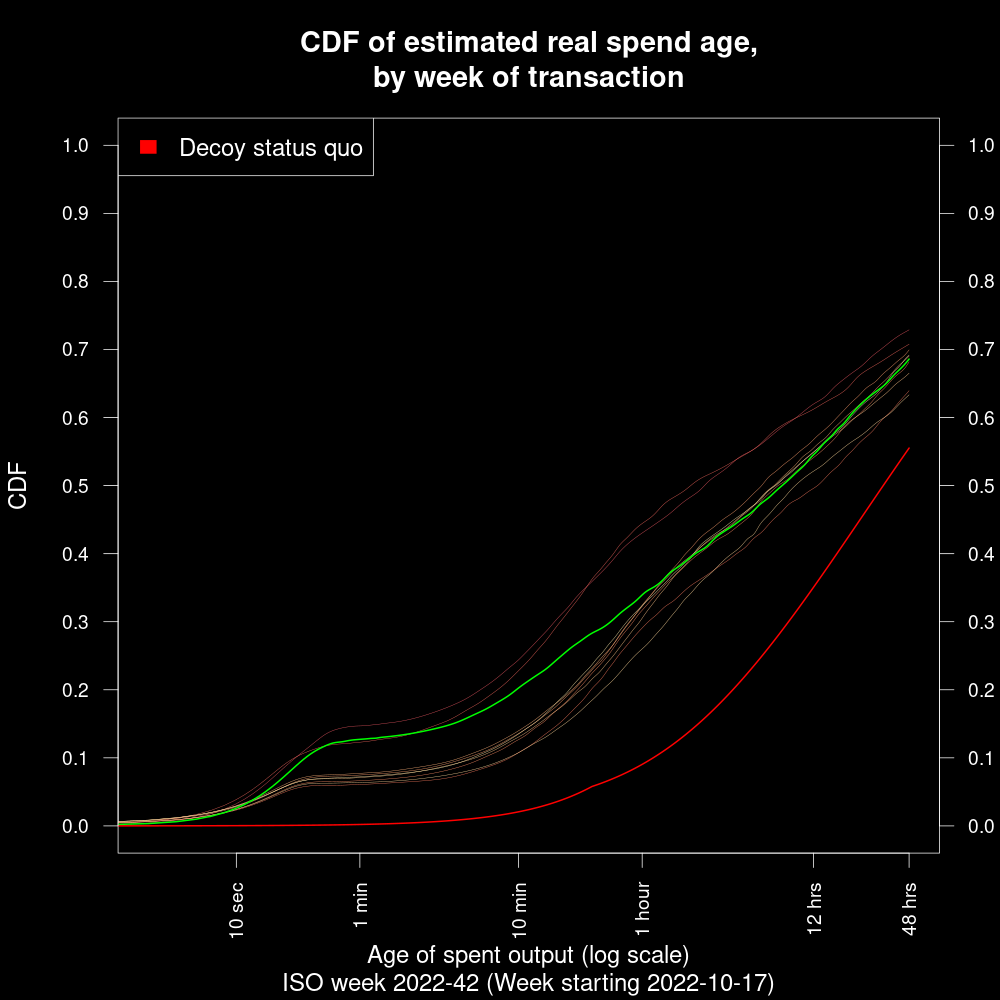 CDF of estimated real spend age,
by week of transaction
Decoy status quo
CDF
1.0
0.9
0.8
0.7
0.6
0.5
0.4
0.3
0.2
0.1
0.0
1.0
0.9
0.8
0.7
0.6
0.5
0.4
0.3
0.2
0.1
0.0
10 sec
1 min
10 min
1 hour
12 hrs
48 hrs
Age of spent output (log scale)
ISO week 2022-42 (Week starting 2022-10-17)